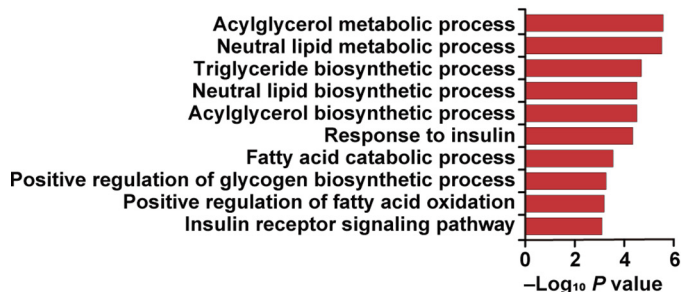 Acylglycerol metabolic process
Neutral lipid metabolic process
Triglyceride biosynthetic process
Neutral lipid biosynthetic process
Acylglycerol biosynthetic process
Response to insulin
Fatty acid catabolic process
Positive regulation of glycogen biosynthetic process
Positive regulation of fatty acid oxidation
Insulin receptor signaling pathway
0 2 4 6
–Log₁₀ P value